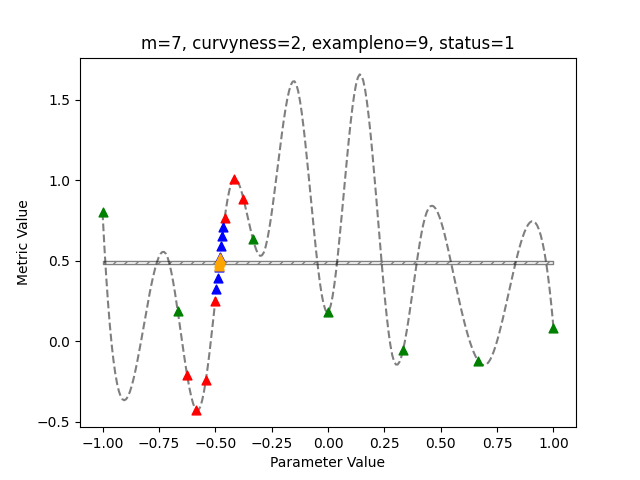 m=7, curvyness=2, exampleno=9, status=1
Metric Value
1.5
1.0
0.5
0.0
−0.5
−1.00 −0.75 −0.50 −0.25 0.00 0.25 0.50 0.75 1.00
Parameter Value